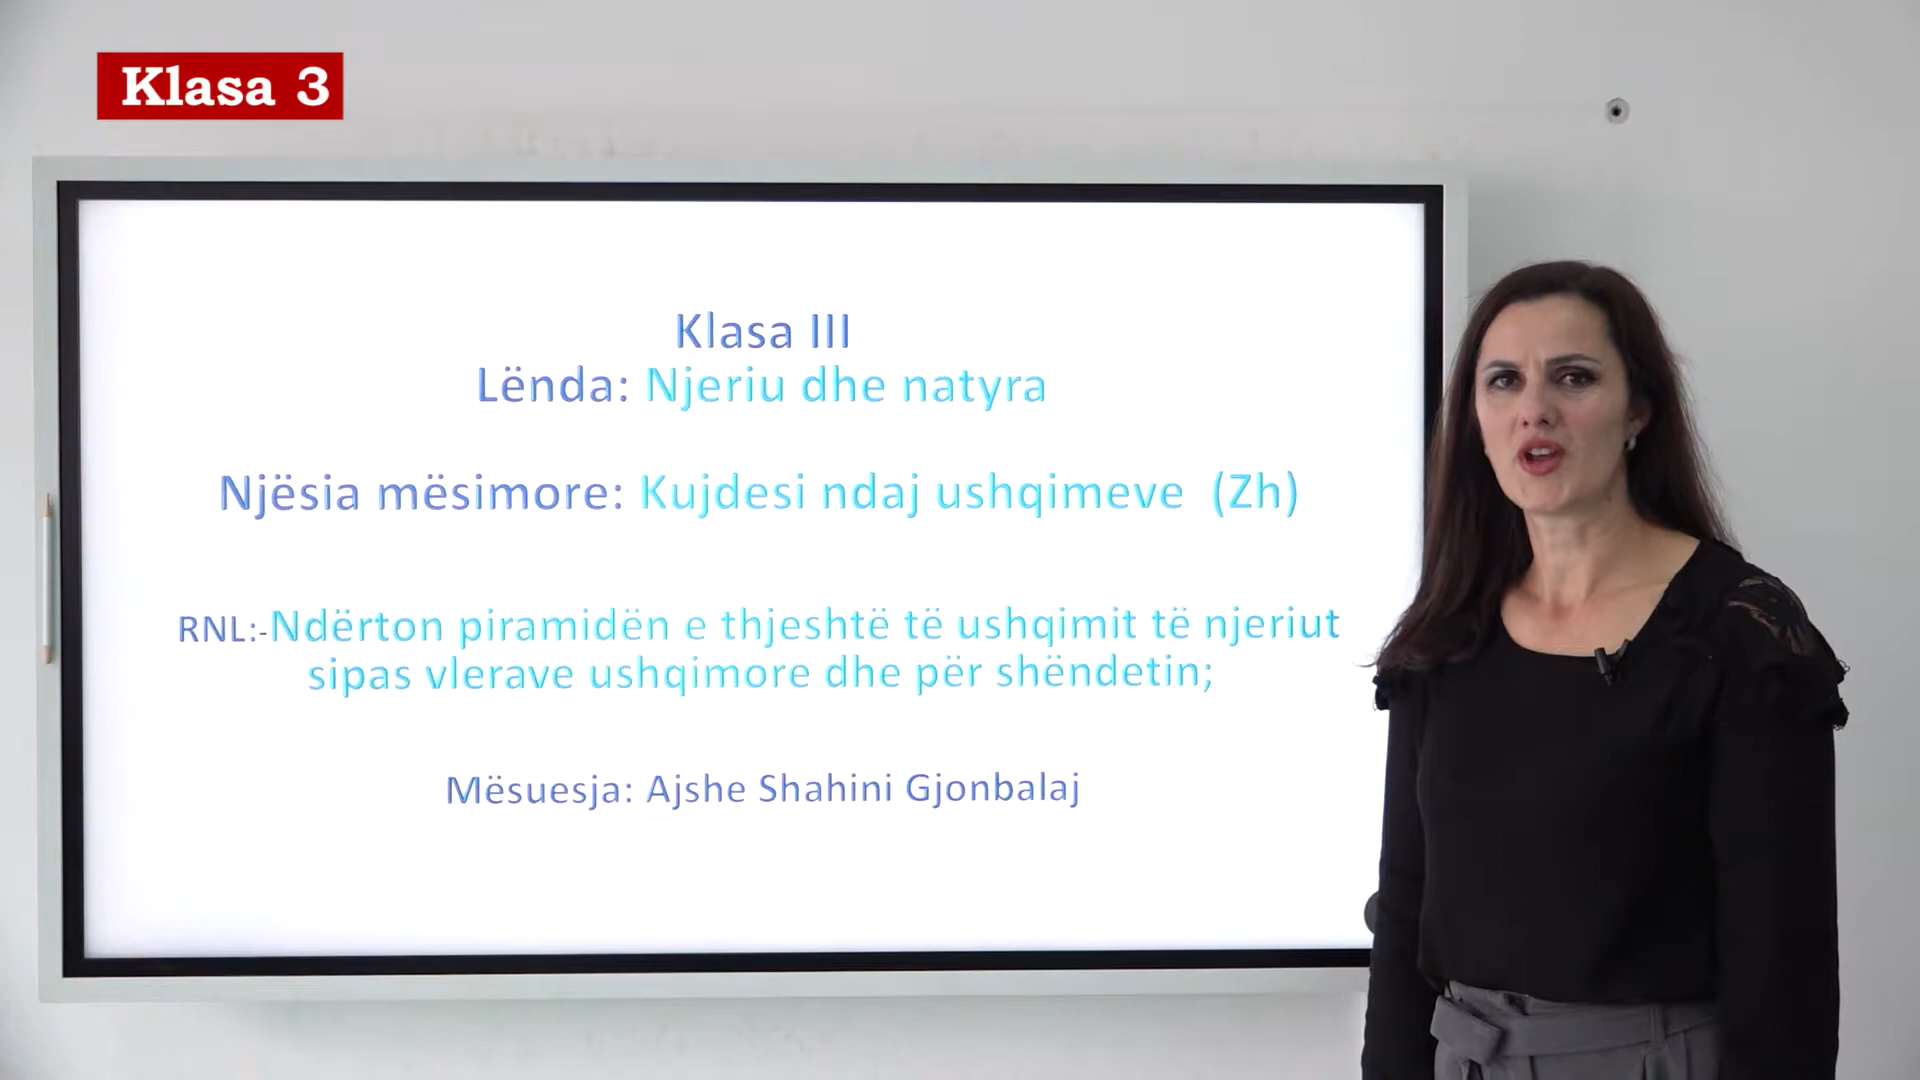 Klasa 3
Klasa III
Lënda: Njeriu dhe natyra
Njësia mësimore: Kujdesi ndaj ushqimeve (Zh)
RNL:-Ndërton piramidën e thjeshtë të ushqimit të njeriut
sipas vlerave ushqimore dhe për shëndetin;
Mësuesja: Ajshe Shahini Gjonbalaj